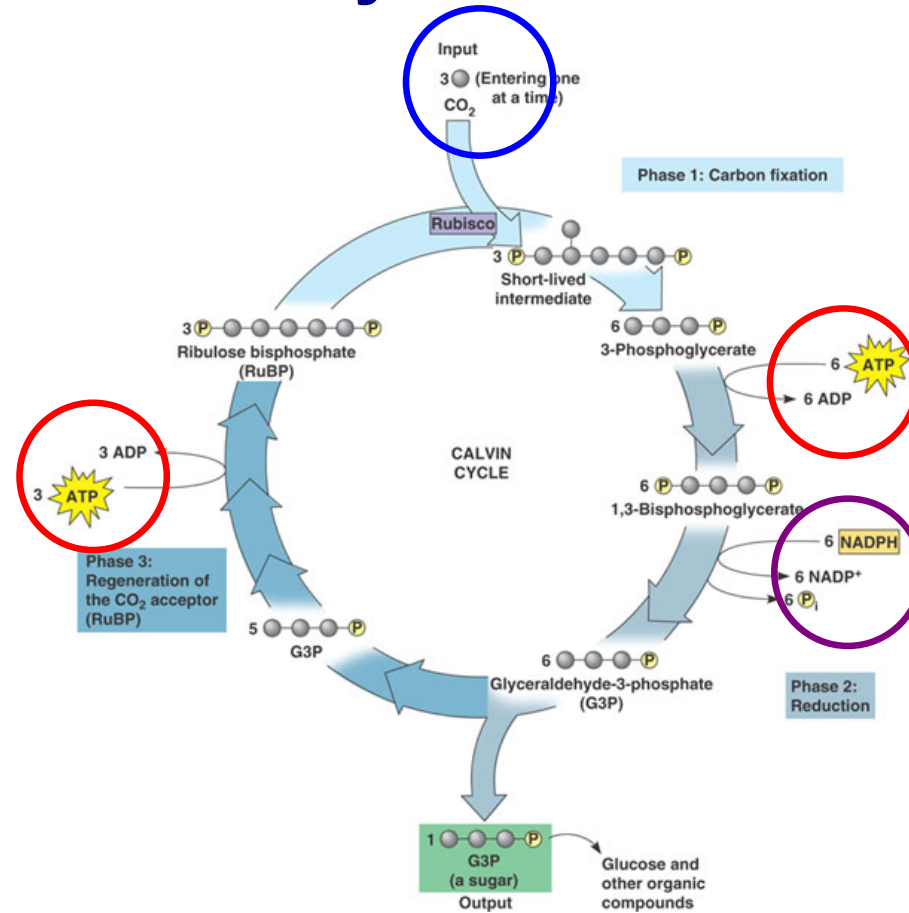 Input
3 (Entering one
at a time)
CO₂
Phase 1: Carbon fixation
Rubisco
3 P P
Short-lived
intermediate
3 P P
Ribulose bisphosphate
(RuBP)
6 P
3-Phosphoglycerate
6 ATP
6 ADP
3 ADP
3 ATP
CALVIN
CYCLE
6 P P
1,3-Bisphosphoglycerate
6 NADPH
6 NADP⁺
6 Pi
Phase 3:
Regeneration of
the CO₂ acceptor
(RuBP)
5 P
G3P
6 P
Glyceraldehyde-3-phosphate
(G3P)
Phase 2:
Reduction
1 P
G3P
(a sugar)
Output
Glucose and
other organic
compounds